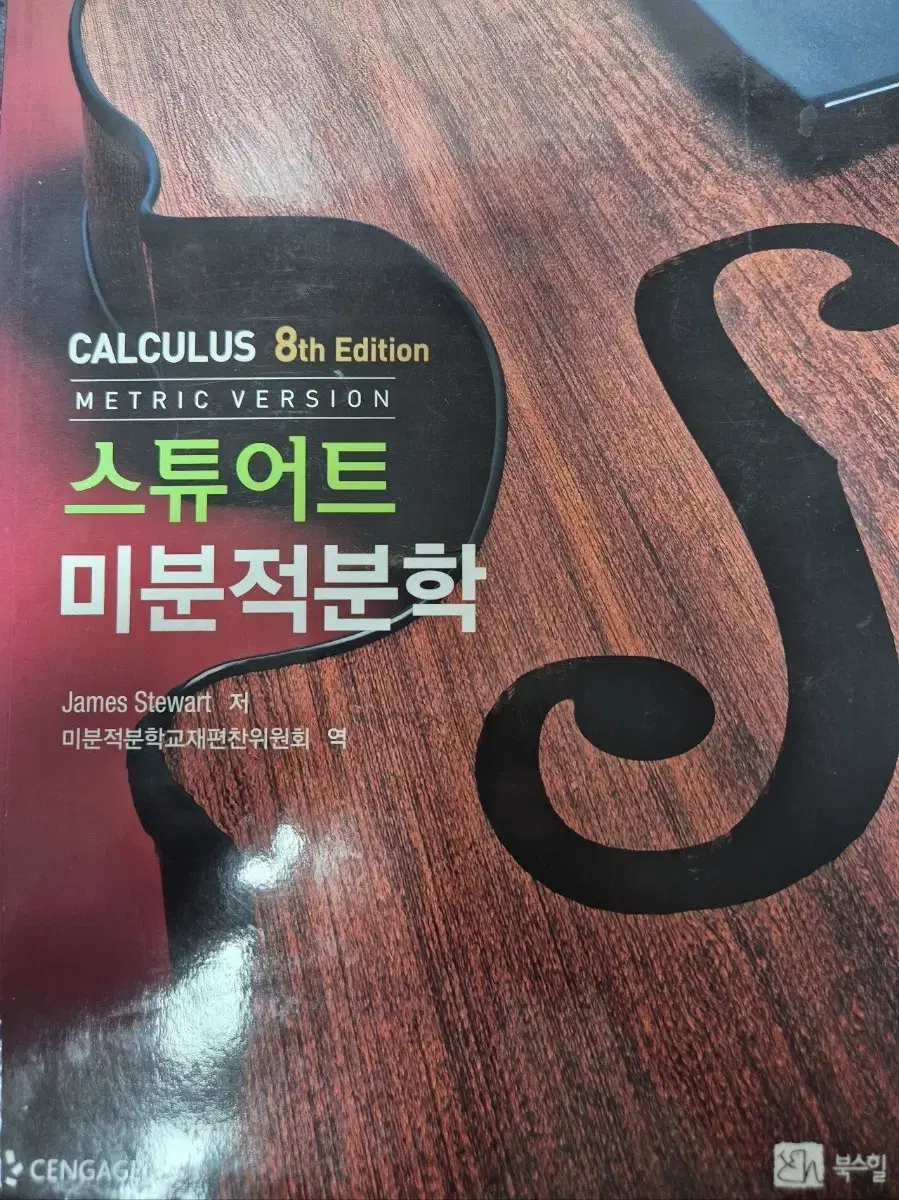 CALCULUS 8th Edition
METRIC VERSION
스튜어트
미분적분학
James Stewart 저
미분적분학교재편찬위원회 역
CENGAGE
북스힐